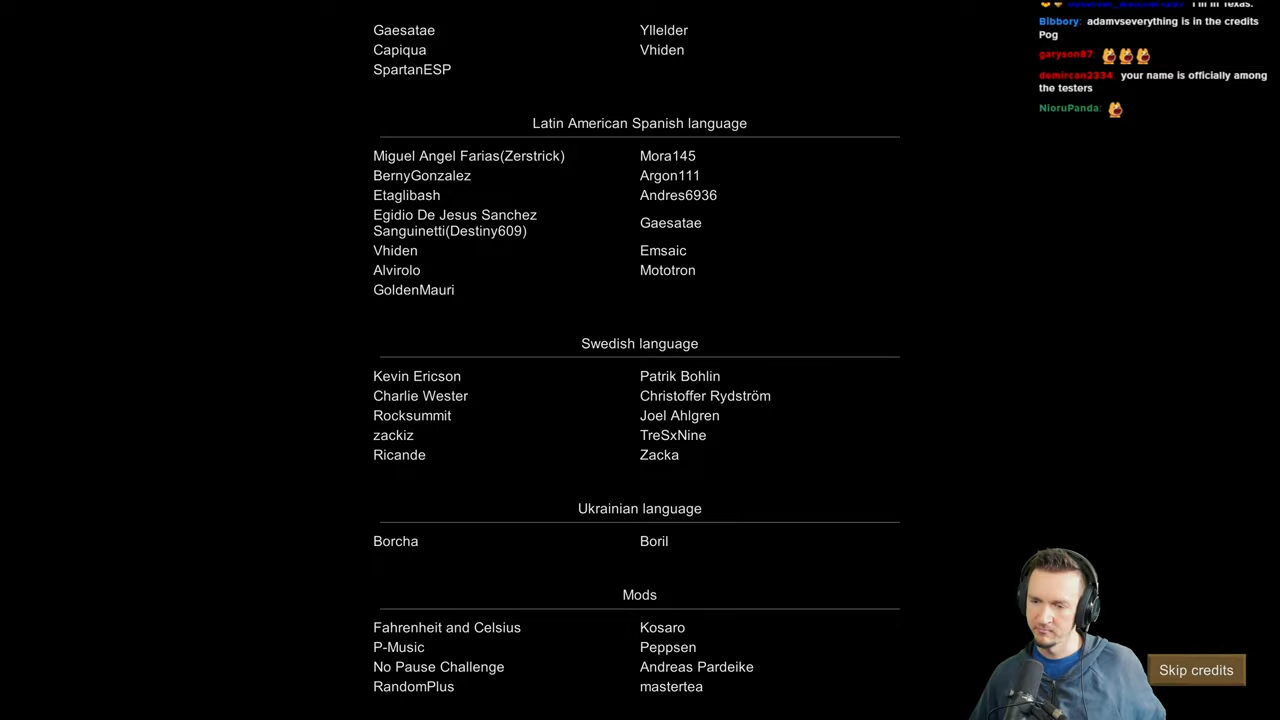 Gaesatae Yllelder
Capiqua Vhiden
SpartanESP
Latin American Spanish language
Miguel Angel Farias(Zerstrick) Mora145
BernyGonzalez Argon111
Etaglibash Andres6936
Egidio De Jesus Sanchez
Sanguinetti(Destiny609) Gaesatae
Vhiden Emsaic
Alvirolo Mototron
GoldenMauri
Swedish language
Kevin Ericson Patrik Bohlin
Charlie Wester Christoffer Rydström
Rocksummit Joel Ahlgren
zackiz TreSxNine
Ricande Zacka
Ukrainian language
Borcha Boril
Mods
Fahrenheit and Celsius Kosaro
P-Music Peppsen
No Pause Challenge Andreas Pardeike
RandomPlus mastertea
I'm in Texas.
Bibbory: adamvseverything is in the credits
Pog
garyson87:
demircan2334: your name is officially among
the testers
NioruPanda:
Skip credits